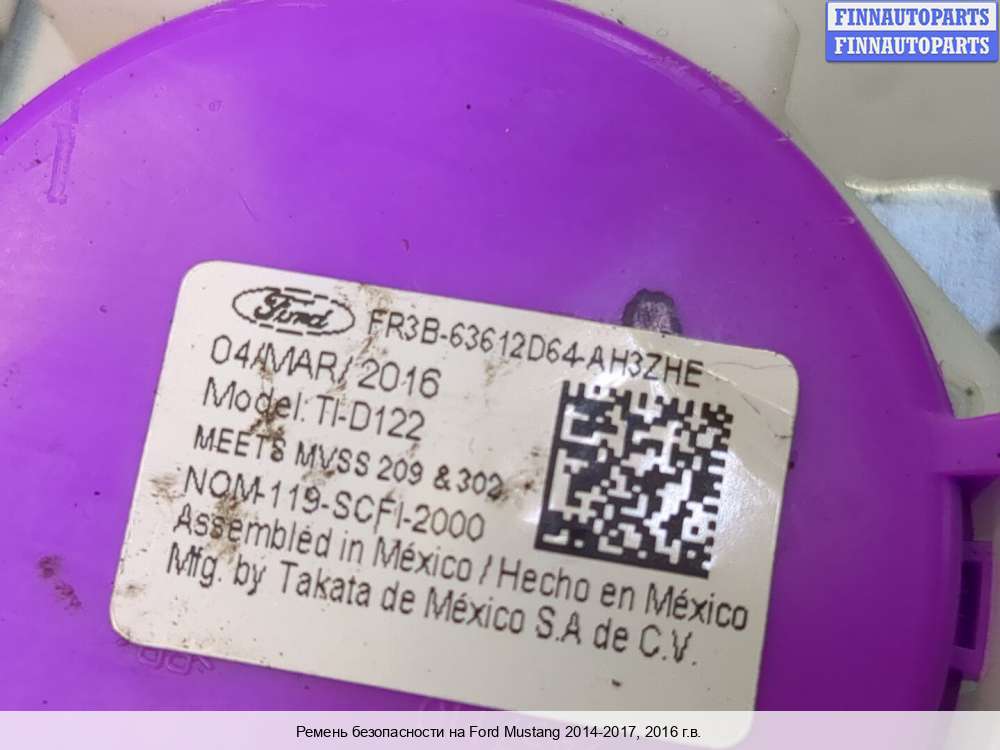 FINNAUTOPARTS
FINNAUTOPARTS
Ford
FR3B-63612D64-AH3ZHE
04/MAR/2016
Model: TI-D122
MEETS MVSS 209 & 302
NOM-119-SCFI-2000
Assembled in México / Hecho en México
Mfg. by Takata de México S.A de C.V.
Ремень безопасности на Ford Mustang 2014-2017, 2016 г.в.